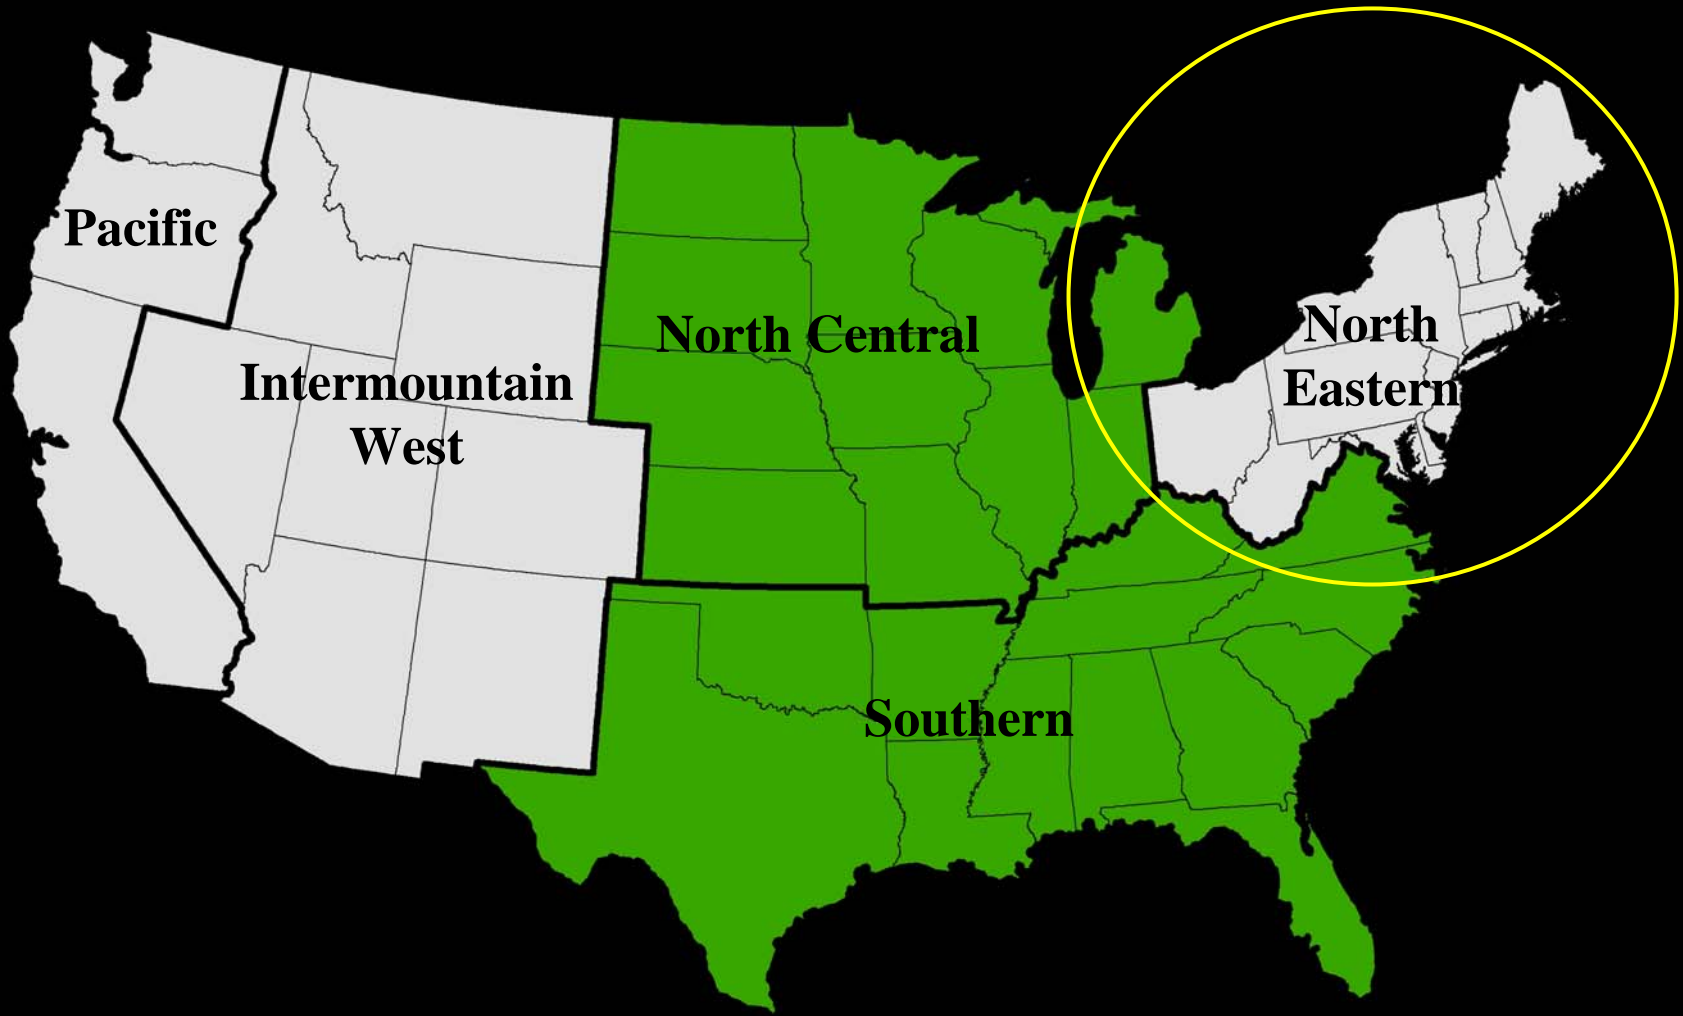 Pacific
North Central
North
Eastern
Intermountain
West
Southern